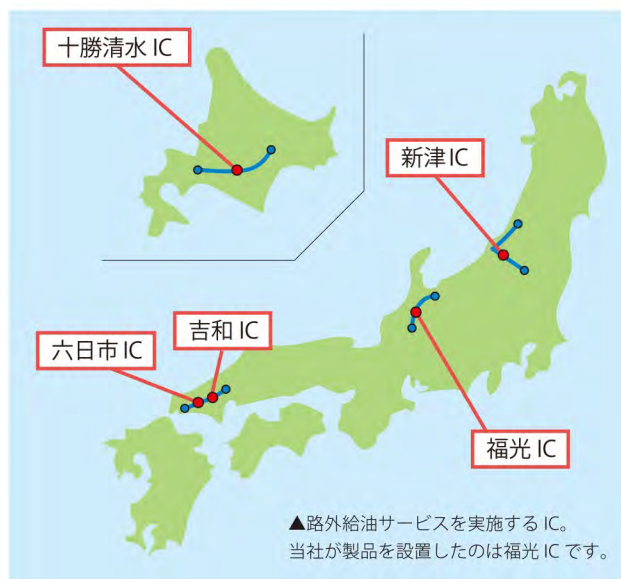 十勝清水 IC
新津 IC
吉和 IC
六日市 IC
福光 IC
▲路外給油サービスを実施する IC。
当社が製品を設置したのは福光 IC です。